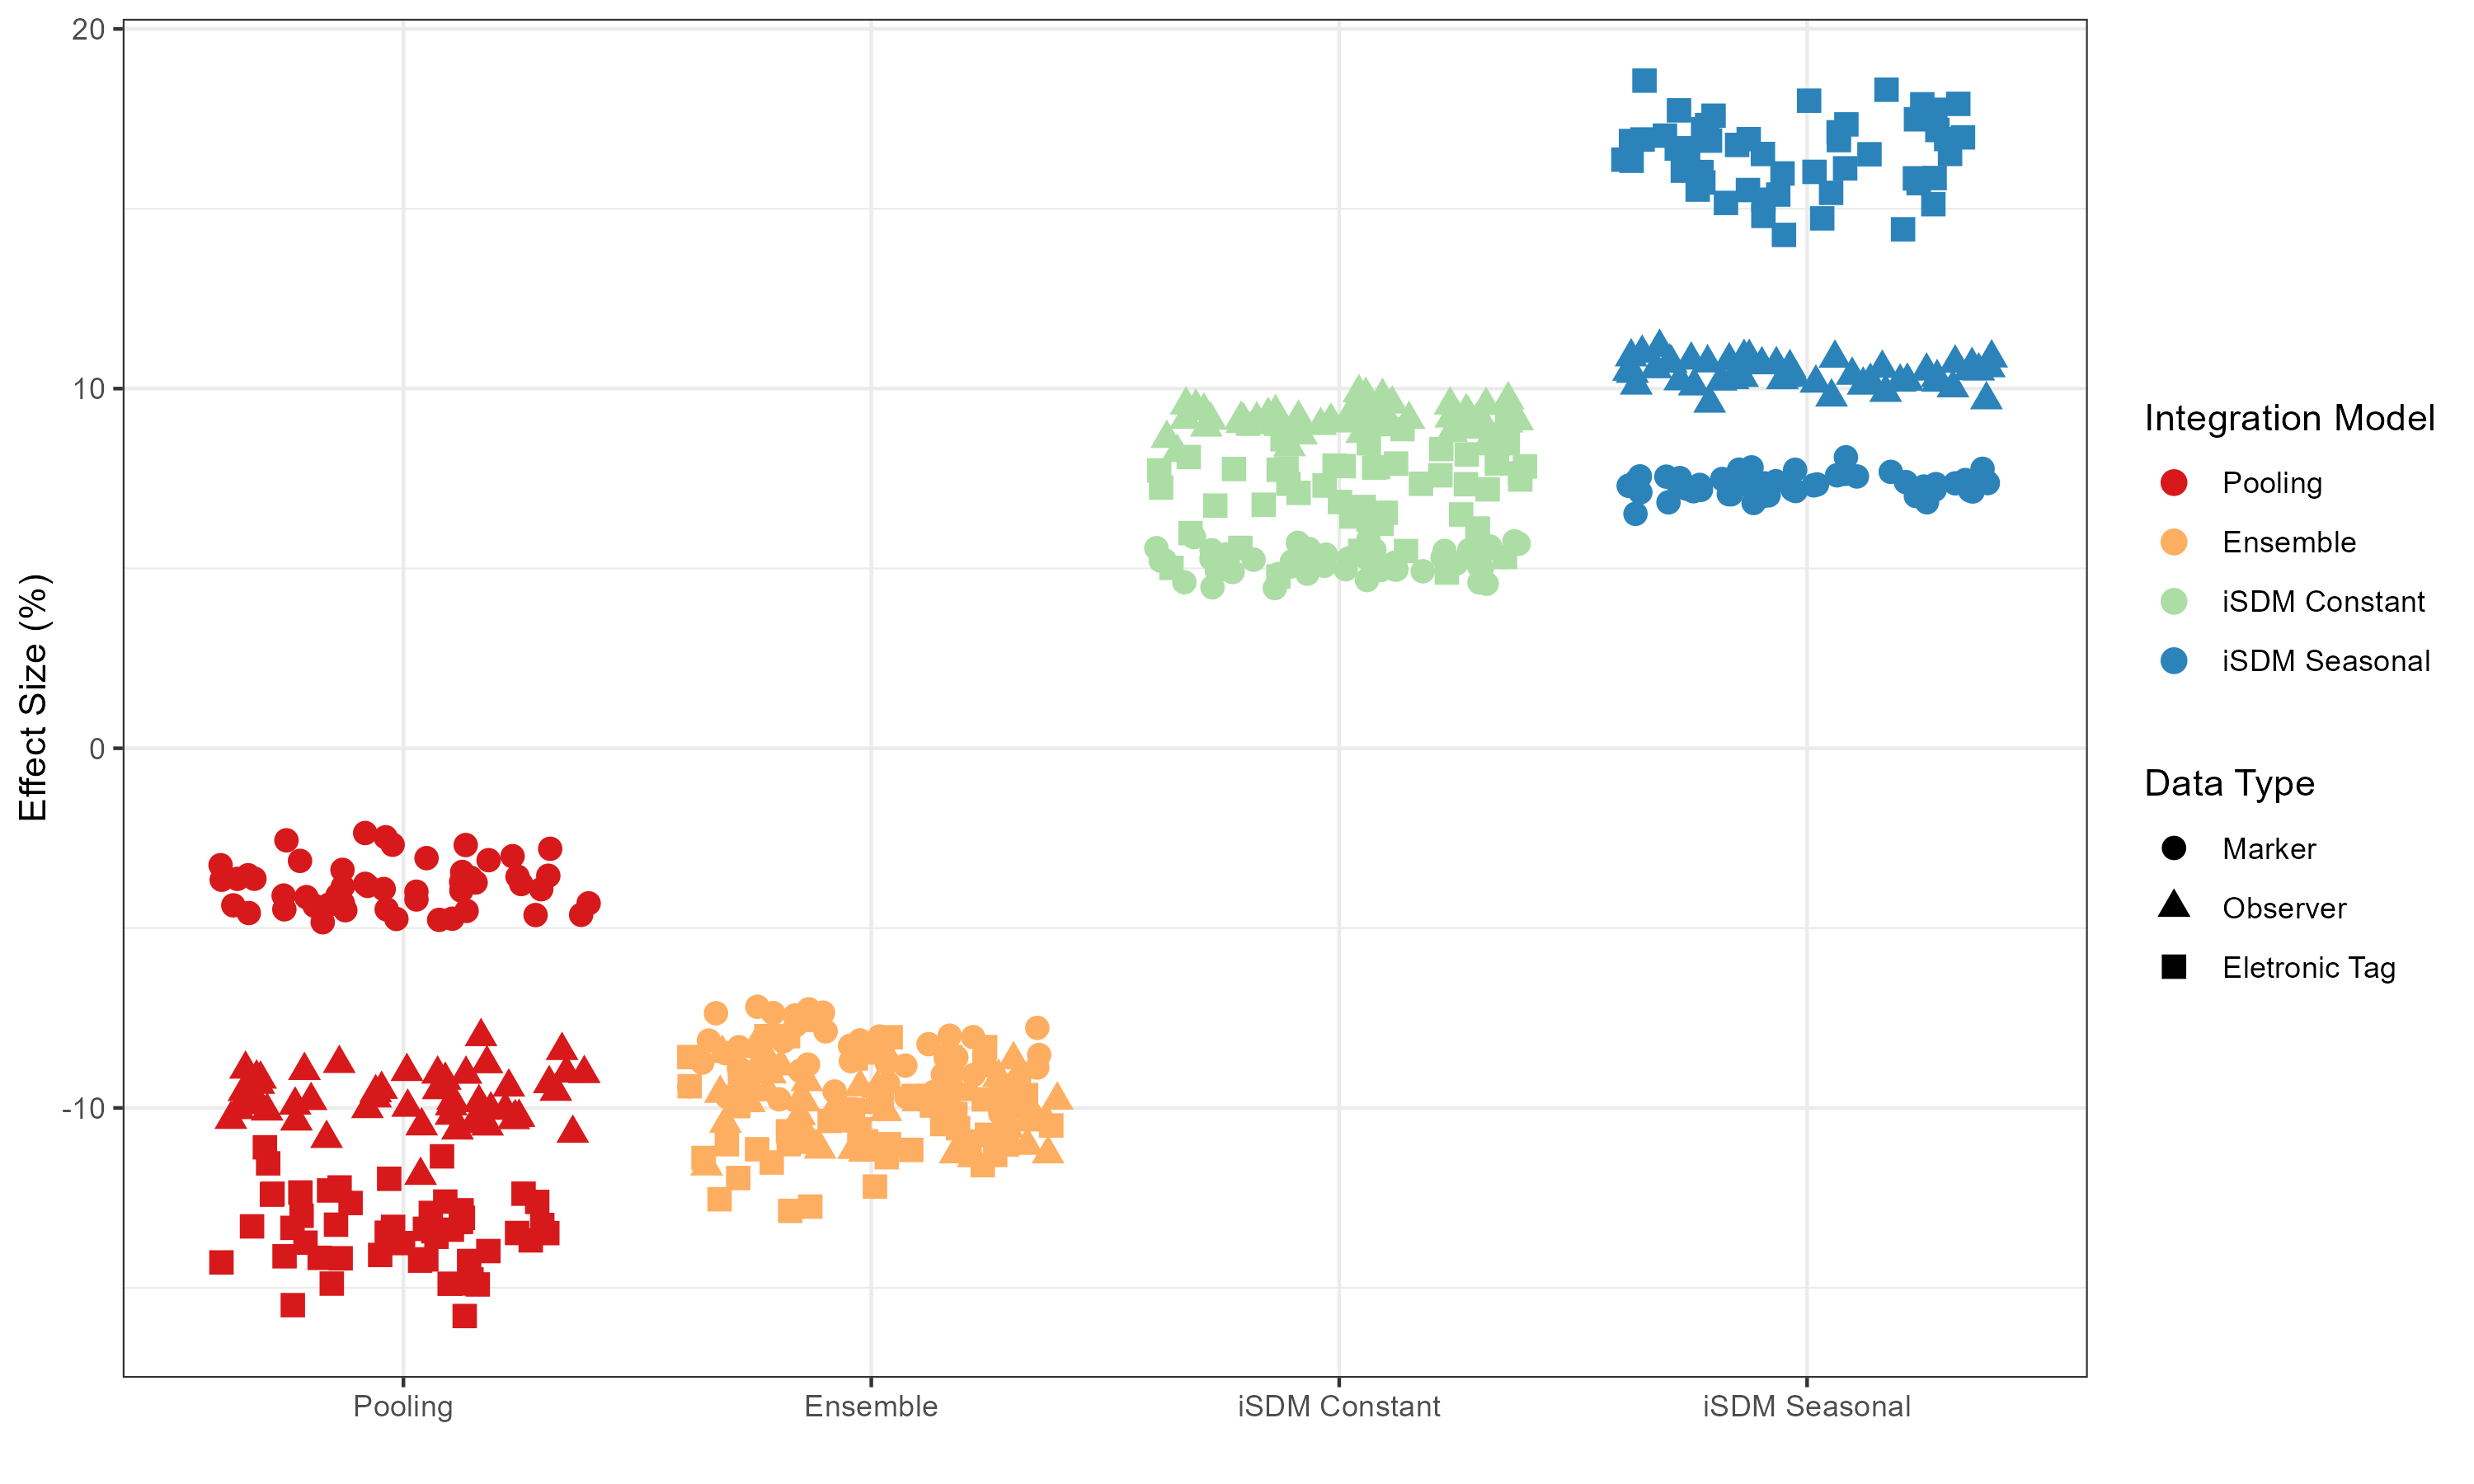 Effect Size (%)
20
10
0
-10
Pooling
Ensemble
iSDM Constant
iSDM Seasonal
Integration Model
Pooling
Ensemble
iSDM Constant
iSDM Seasonal
Data Type
Marker
Observer
Eletronic Tag